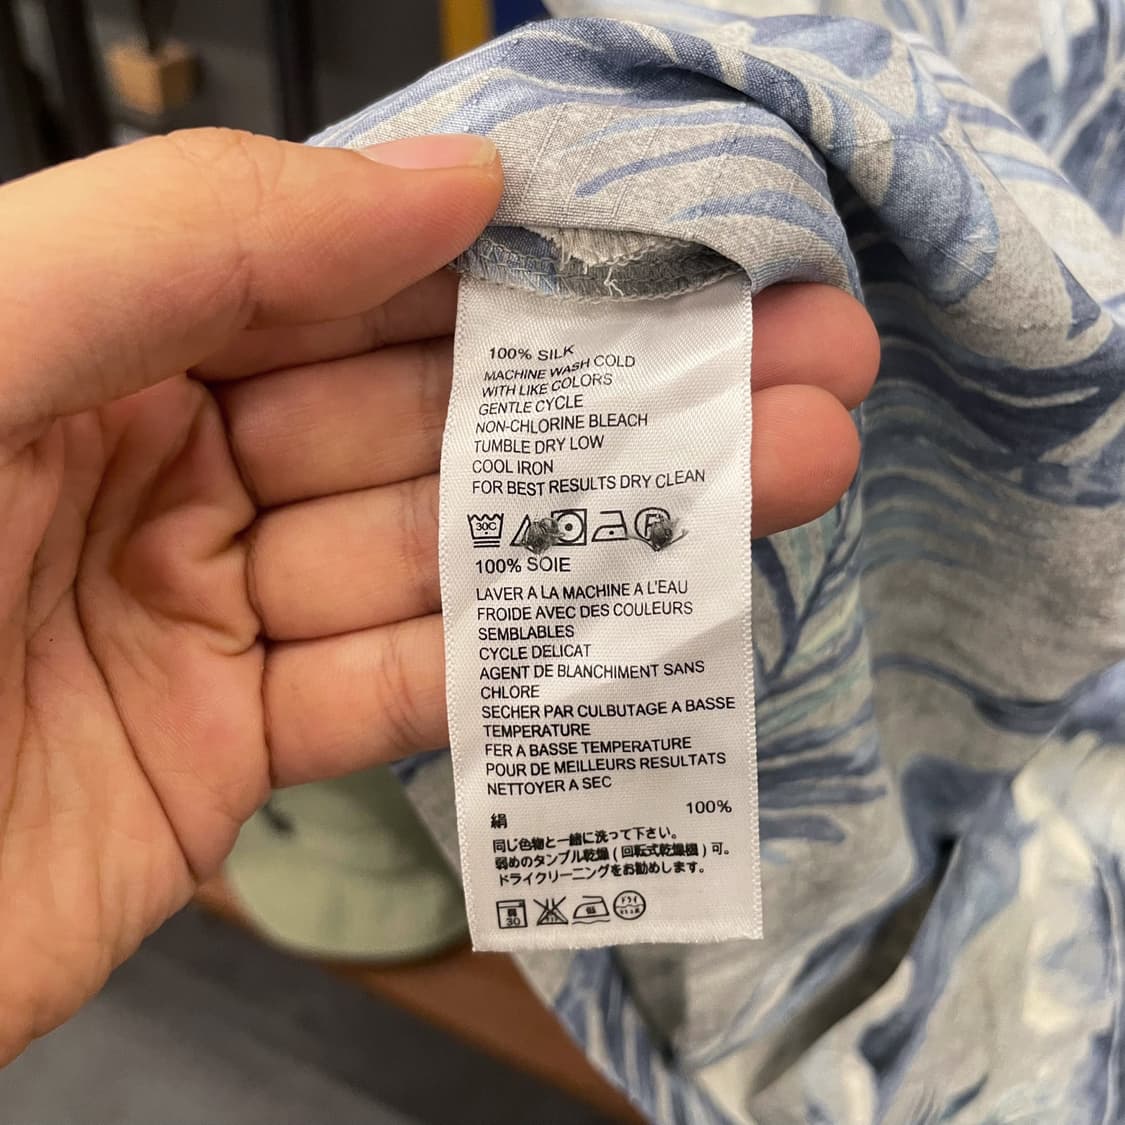 100% SILK
MACHINE WASH COLD
WITH LIKE COLORS
GENTLE CYCLE
NON-CHLORINE BLEACH
TUMBLE DRY LOW
COOL IRON
FOR BEST RESULTS DRY CLEAN
30C
100% SOIE
LAVER A LA MACHINE A L'EAU
FROIDE AVEC DES COULEURS
SEMBLABLES
CYCLE DELICAT
AGENT DE BLANCHIMENT SANS
CHLORE
SECHER PAR CULBUTAGE A BASSE
TEMPERATURE
FER A BASSE TEMPERATURE
POUR DE MEILLEURS RESULTATS
NETTOYER A SEC
絹 100%
同じ色物と一緒に洗って下さい。
弱めのタンブル乾燥(回転式乾燥機)可。
ドライクリーニングをお勧めします。
30 ドライ